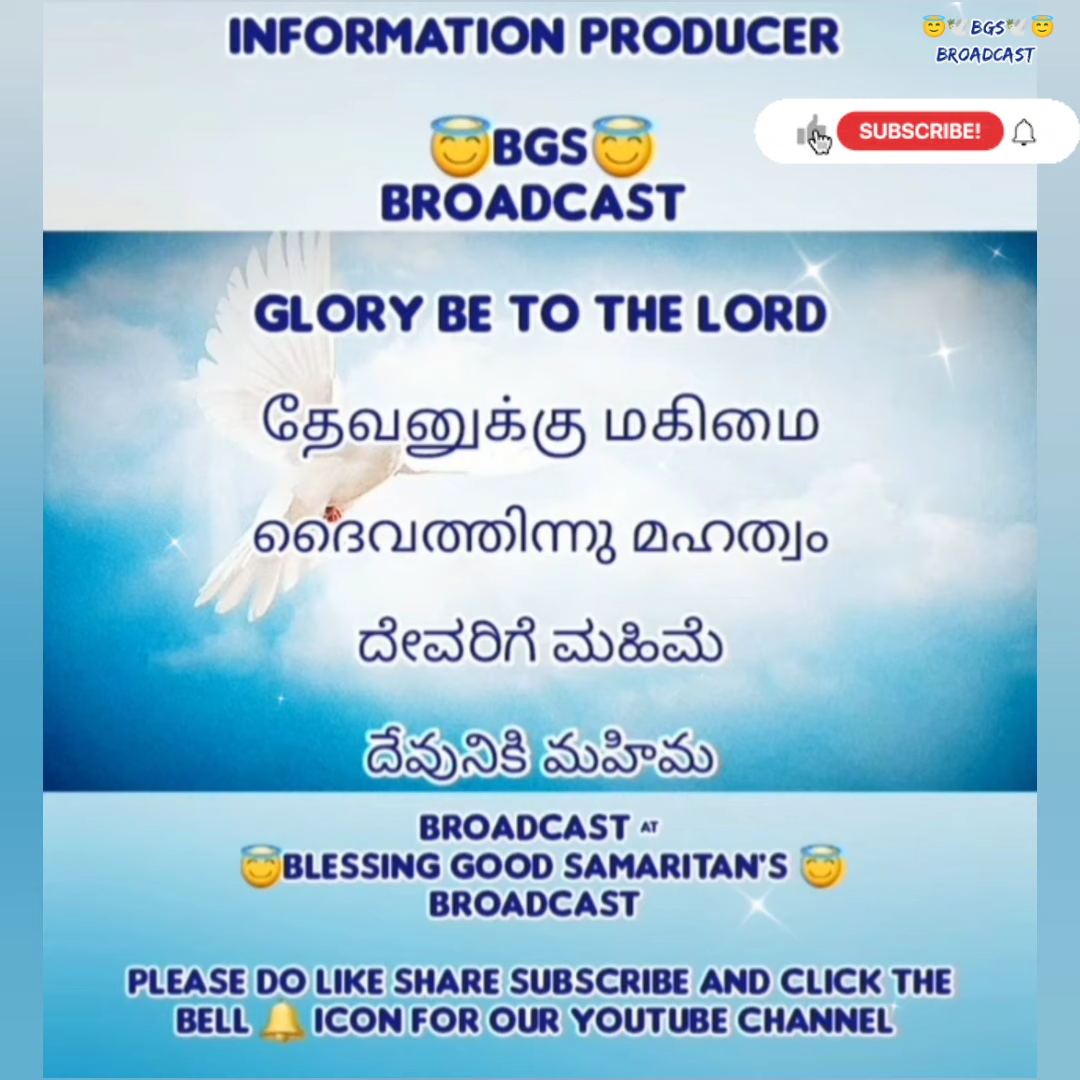 INFORMATION PRODUCER
😇🕊BGS🕊😇
BROADCAST
SUBSCRIBE!
😇BGS😇
BROADCAST
GLORY BE TO THE LORD
தேவனுக்கு மகிமை
ദൈവത്തിന്നു മഹത്വം
ದೇವರಿಗೆ ಮಹಿಮೆ
దేవునికి మహిమ
BROADCAST AT
😇BLESSING GOOD SAMARITAN'S 😇
BROADCAST
PLEASE DO LIKE SHARE SUBSCRIBE AND CLICK THE
BELL 🔔 ICON FOR OUR YOUTUBE CHANNEL